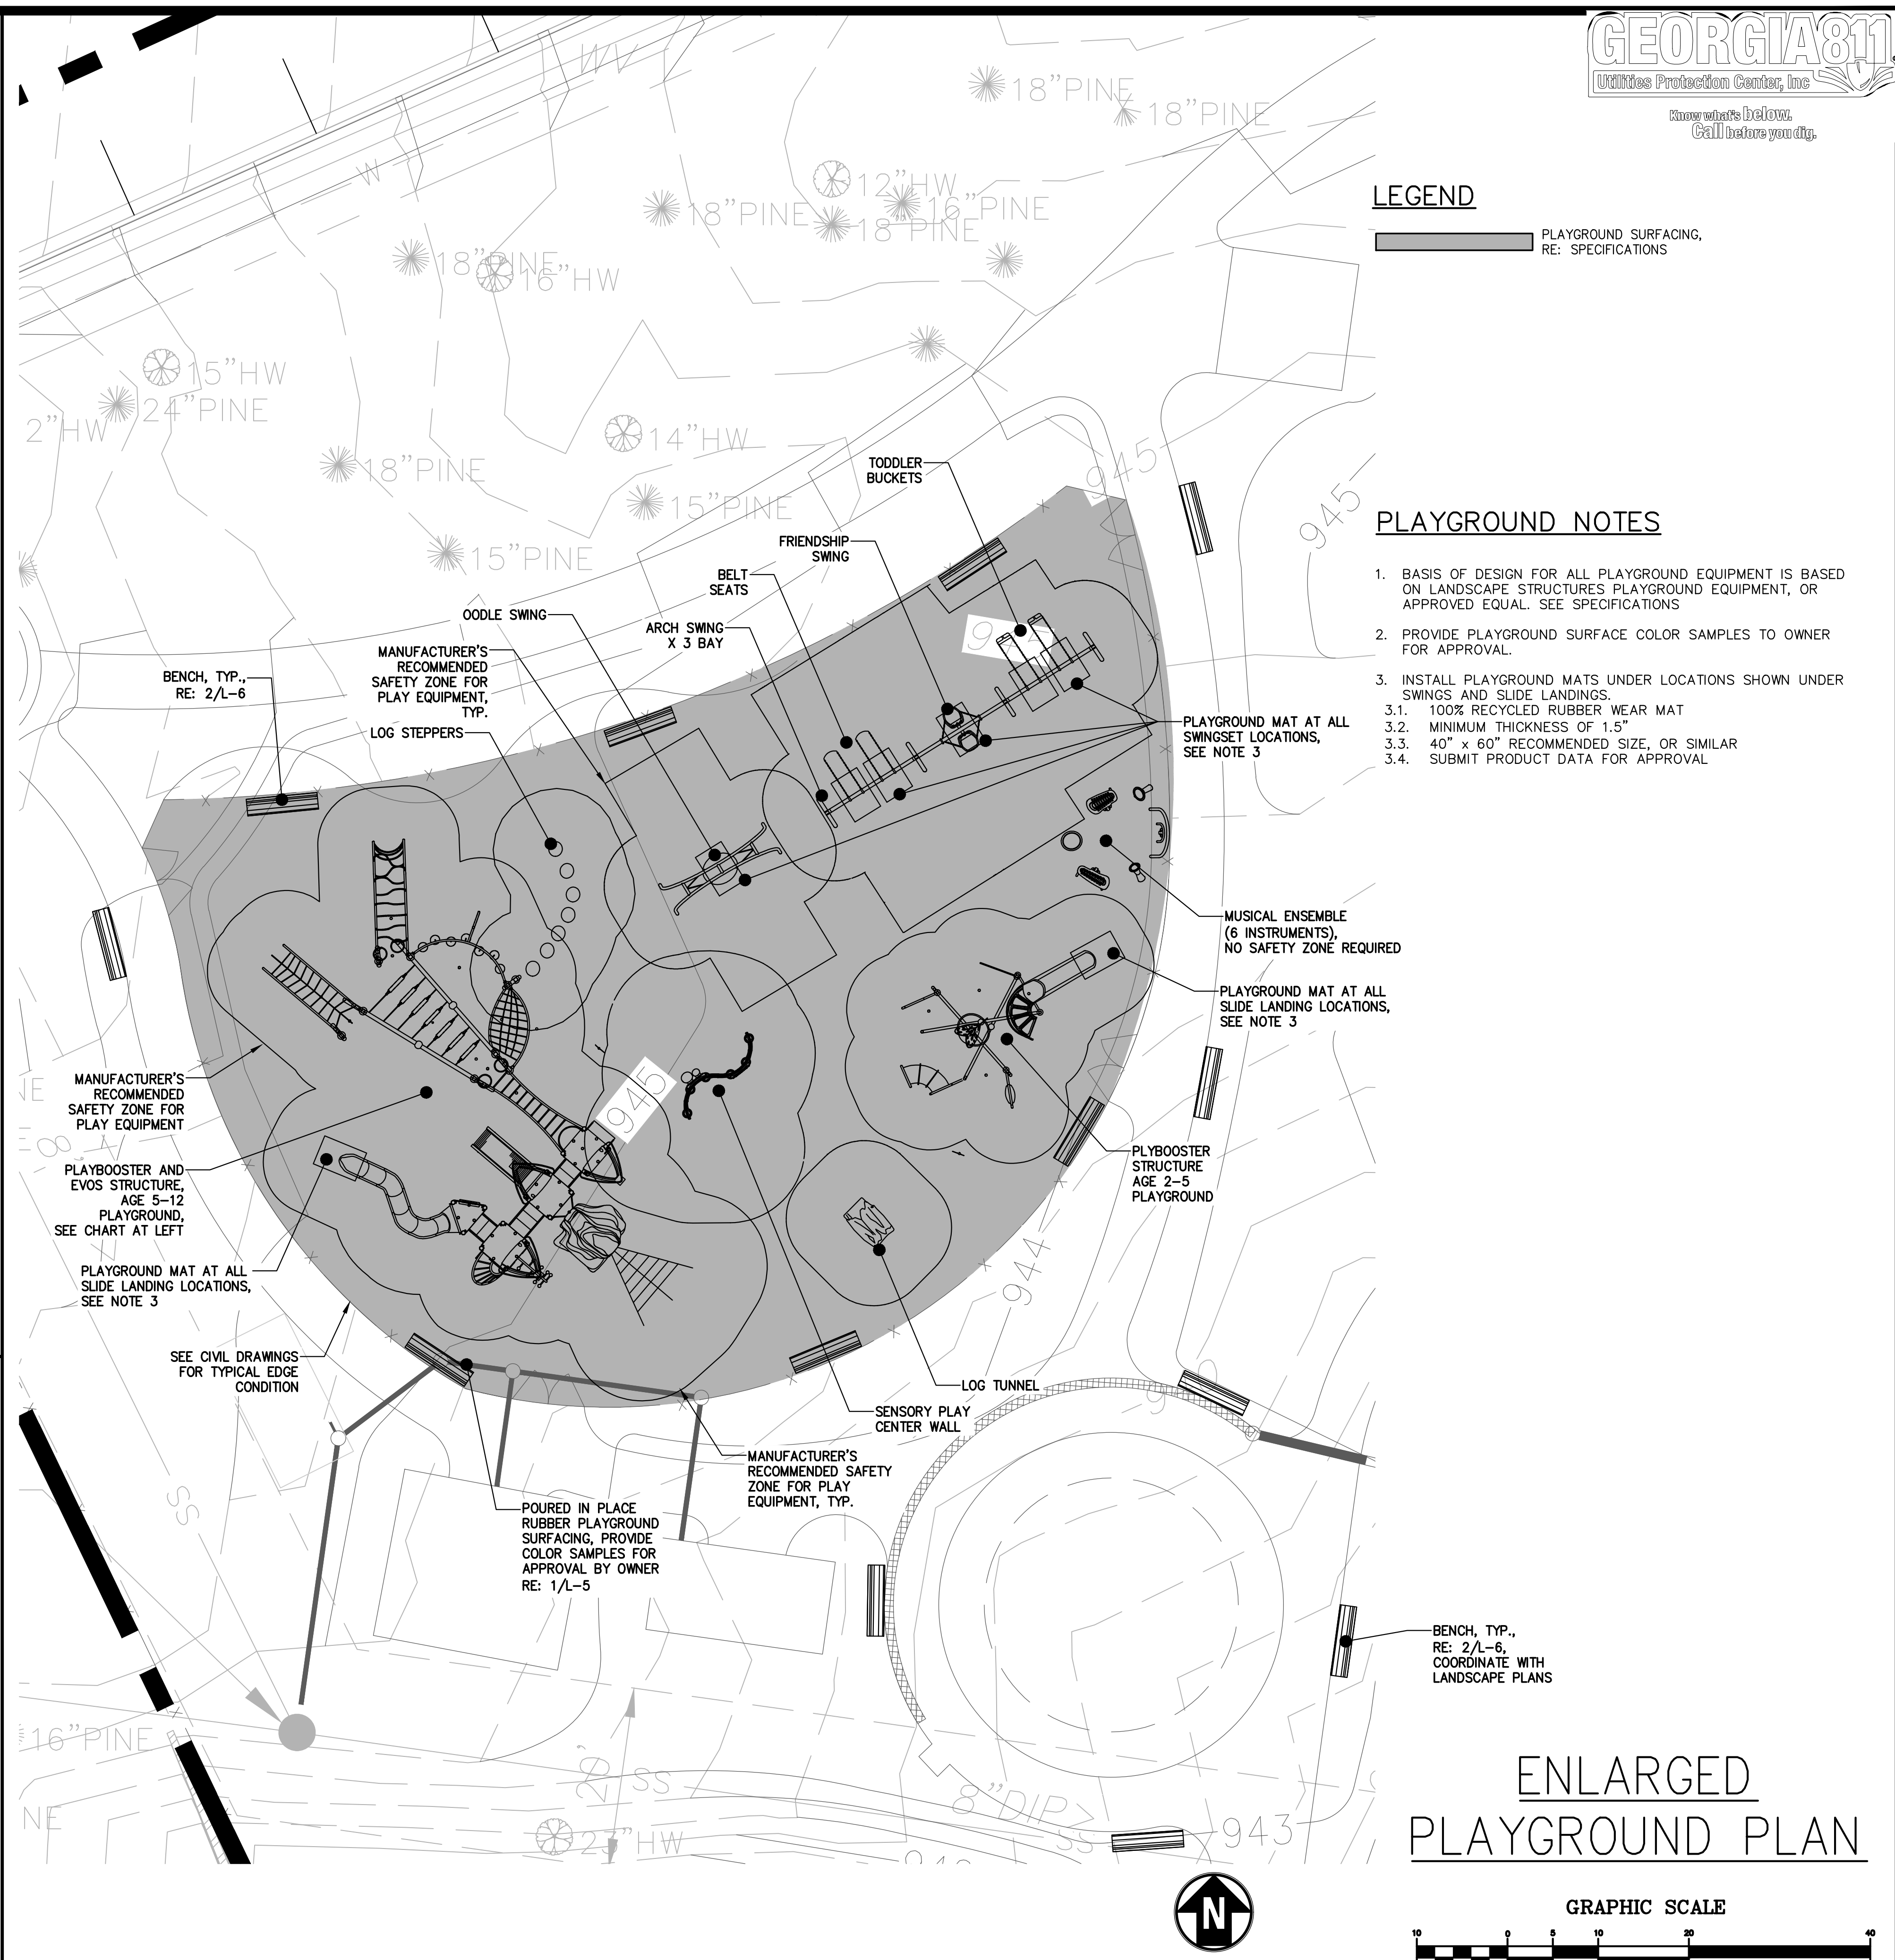 GEORGIA811
Utilities Protection Center, Inc
Know what's below.
Call before you dig.
LEGEND
PLAYGROUND SURFACING,
RE: SPECIFICATIONS
PLAYGROUND NOTES
1. BASIS OF DESIGN FOR ALL PLAYGROUND EQUIPMENT IS BASED
ON LANDSCAPE STRUCTURES PLAYGROUND EQUIPMENT, OR
APPROVED EQUAL. SEE SPECIFICATIONS
2. PROVIDE PLAYGROUND SURFACE COLOR SAMPLES TO OWNER
FOR APPROVAL.
3. INSTALL PLAYGROUND MATS UNDER LOCATIONS SHOWN UNDER
SWINGS AND SLIDE LANDINGS.
3.1. 100% RECYCLED RUBBER WEAR MAT
3.2. MINIMUM THICKNESS OF 1.5"
3.3. 40" x 60" RECOMMENDED SIZE, OR SIMILAR
3.4. SUBMIT PRODUCT DATA FOR APPROVAL
W
18"PINE
18"PINE
W
12"HW
18"PINE
16"PINE
18"PINE
18"PINE
16"HW
15"HW
24"PINE
2"HW
14"HW
18"PINE
15"PINE
15"PINE
945
945
TODDLER
BUCKETS
FRIENDSHIP
SWING
BELT
SEATS
OODLE SWING
ARCH SWING
X 3 BAY
MANUFACTURER'S
RECOMMENDED
SAFETY ZONE FOR
PLAY EQUIPMENT,
TYP.
BENCH, TYP.,
RE: 2/L-6
LOG STEPPERS
PLAYGROUND MAT AT ALL
SWINGSET LOCATIONS,
SEE NOTE 3
MUSICAL ENSEMBLE
(6 INSTRUMENTS),
NO SAFETY ZONE REQUIRED
PLAYGROUND MAT AT ALL
SLIDE LANDING LOCATIONS,
SEE NOTE 3
945
MANUFACTURER'S
RECOMMENDED
SAFETY ZONE FOR
PLAY EQUIPMENT
NE
8
PLAYBOOSTER AND
EVOS STRUCTURE,
AGE 5-12
PLAYGROUND,
SEE CHART AT LEFT
PLYBOOSTER
STRUCTURE
AGE 2-5
PLAYGROUND
PLAYGROUND MAT AT ALL
SLIDE LANDING LOCATIONS,
SEE NOTE 3
944
SEE CIVIL DRAWINGS
FOR TYPICAL EDGE
CONDITION
LOG TUNNEL
SENSORY PLAY
CENTER WALL
MANUFACTURER'S
RECOMMENDED SAFETY
ZONE FOR PLAY
EQUIPMENT, TYP.
POURED IN PLACE
RUBBER PLAYGROUND
SURFACING, PROVIDE
COLOR SAMPLES FOR
APPROVAL BY OWNER
RE: 1/L-5
SS
BENCH, TYP.,
RE: 2/L-6,
COORDINATE WITH
LANDSCAPE PLANS
16"PINE
20'
SS
8"DIP
SS
NE
23"HW
943
N
ENLARGED
PLAYGROUND PLAN
GRAPHIC SCALE
10 0 5 10 20 40